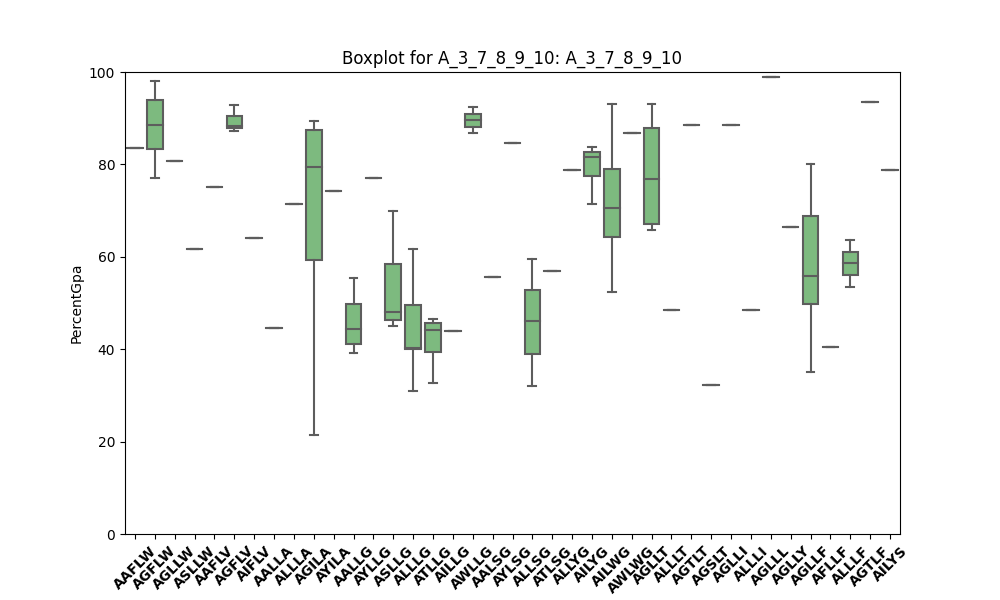 Boxplot for A_3_7_8_9_10: A_3_7_8_9_10
PercentGpa
100
80
60
40
20
0
AAFLW
AGFLW
AGLLW
ASLLW
AAFLV
AGFLV
AIFLV
AALLA
ALLLA
AGILA
AYILA
AALLG
AYLLG
ASLLG
ALLLG
ATLLG
AILLG
AWLLG
AALSG
AYLSG
ALLSG
ATLSG
ALLYG
AILYG
AILWG
AWLWG
AGLLT
ALLLT
AGTLT
AGSLT
AGLLI
ALLLI
AGLLL
AGLLY
AGLLF
AFLLF
ALLLF
AGTLF
AILYS